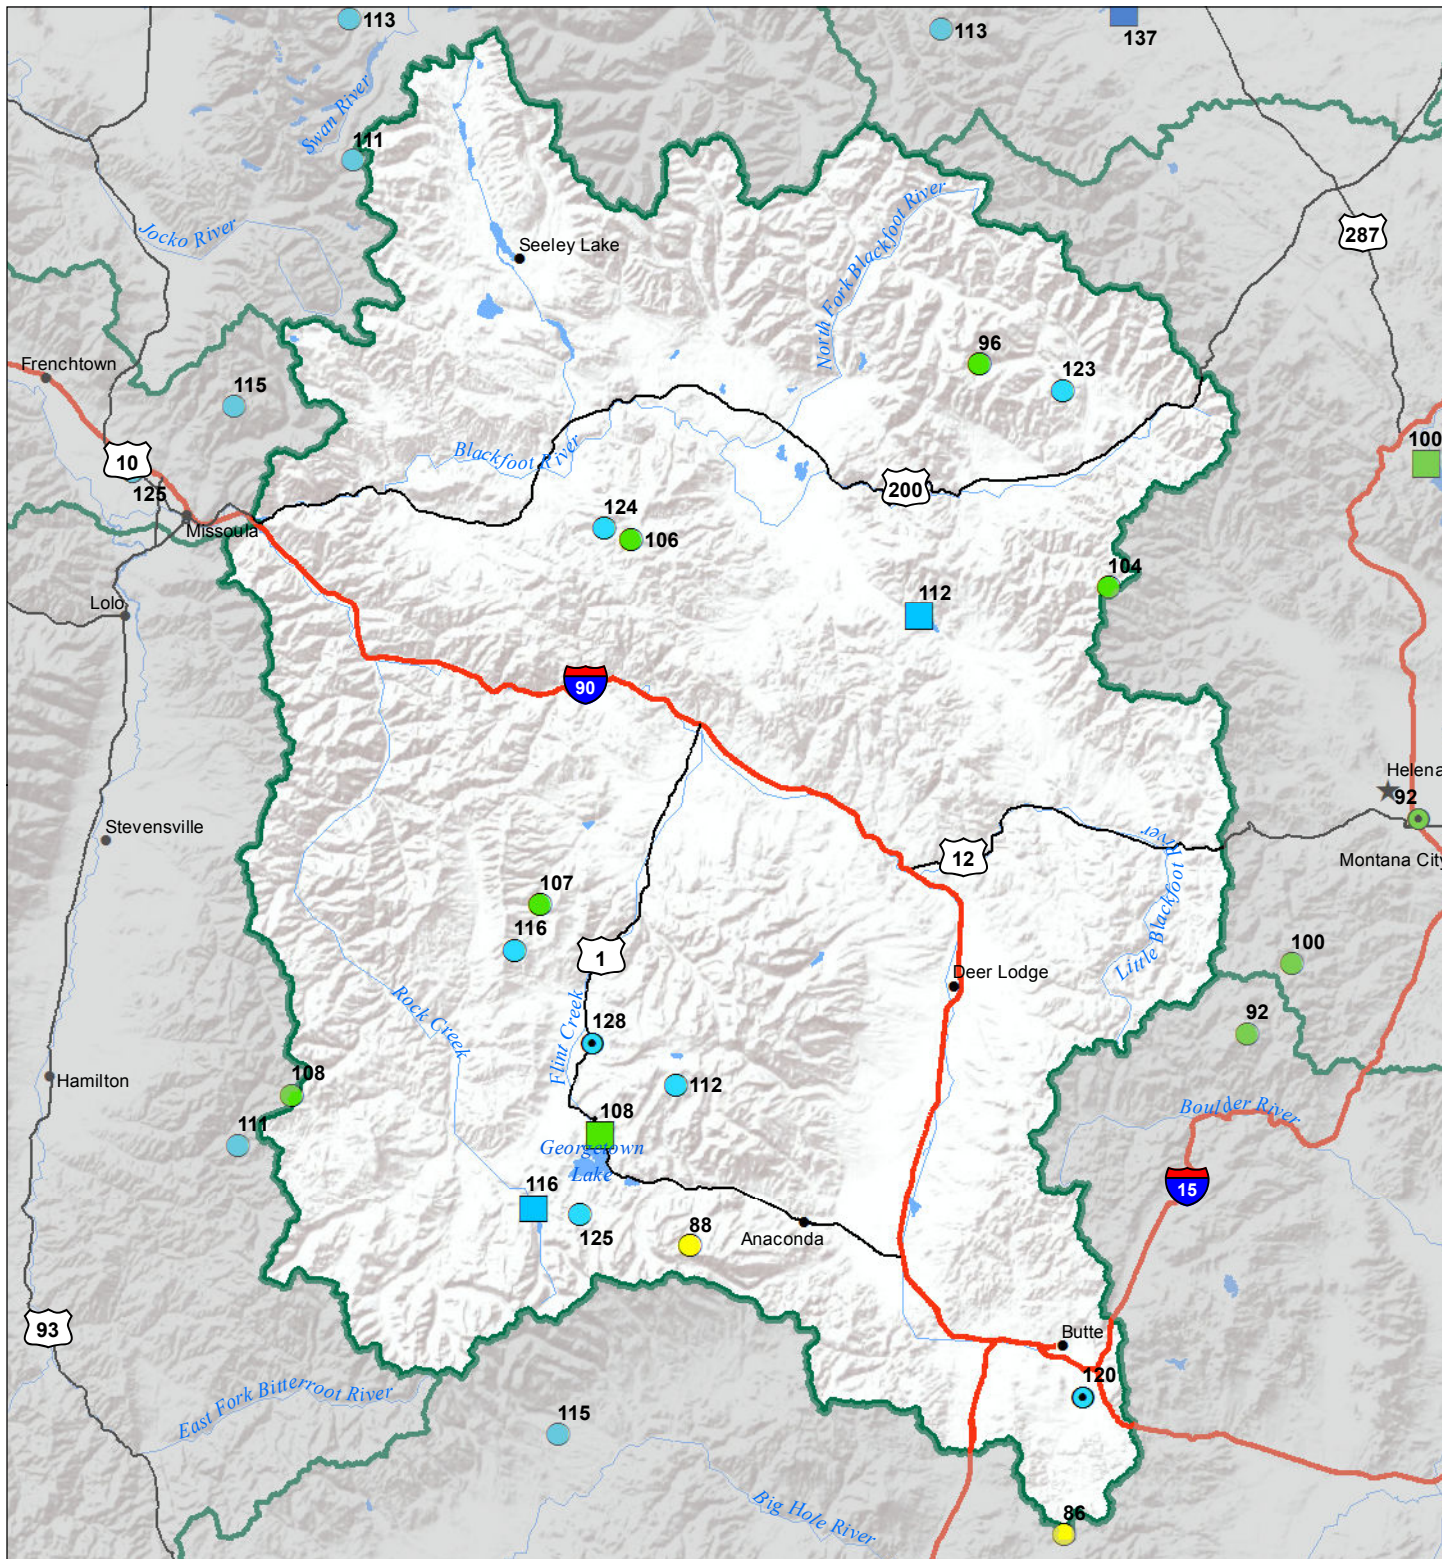 113
113
137
Swan River
111
Jocko River
North Fork Blackfoot River
287
Seeley Lake
Frenchtown
96
123
115
10
125
Blackfoot River
200
100
Missoula
124
106
104
Lolo
112
90
Helena
92
Stevensville
12
Little Blackfoot River
Montana City
107
116
1
100
Deer Lodge
Rock Creek
Flint Creek
128
92
Hamilton
108
112
Boulder River
111
108
Georgetown
Lake
116
15
125
88
Anaconda
93
Butte
120
East Fork Bitterroot River
115
Big Hole River
86